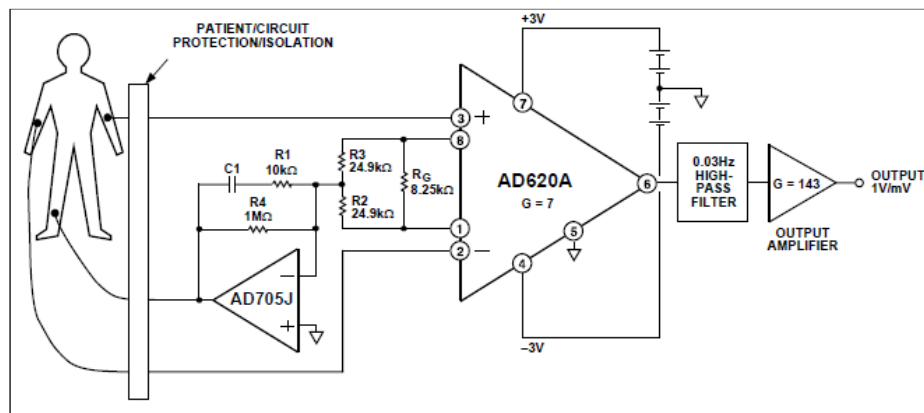 PATIENT/CIRCUIT
PROTECTION/ISOLATION
+3V
C1
R1
10kΩ
R4
1MΩ
R3
24.9kΩ
R2
24.9kΩ
RG
8.25kΩ
3
+
8
1
2
−
7
AD620A
G = 7
6
5
4
AD705J
−
+
−3V
0.03Hz
HIGH-
PASS
FILTER
G = 143
OUTPUT
AMPLIFIER
OUTPUT
1V/mV